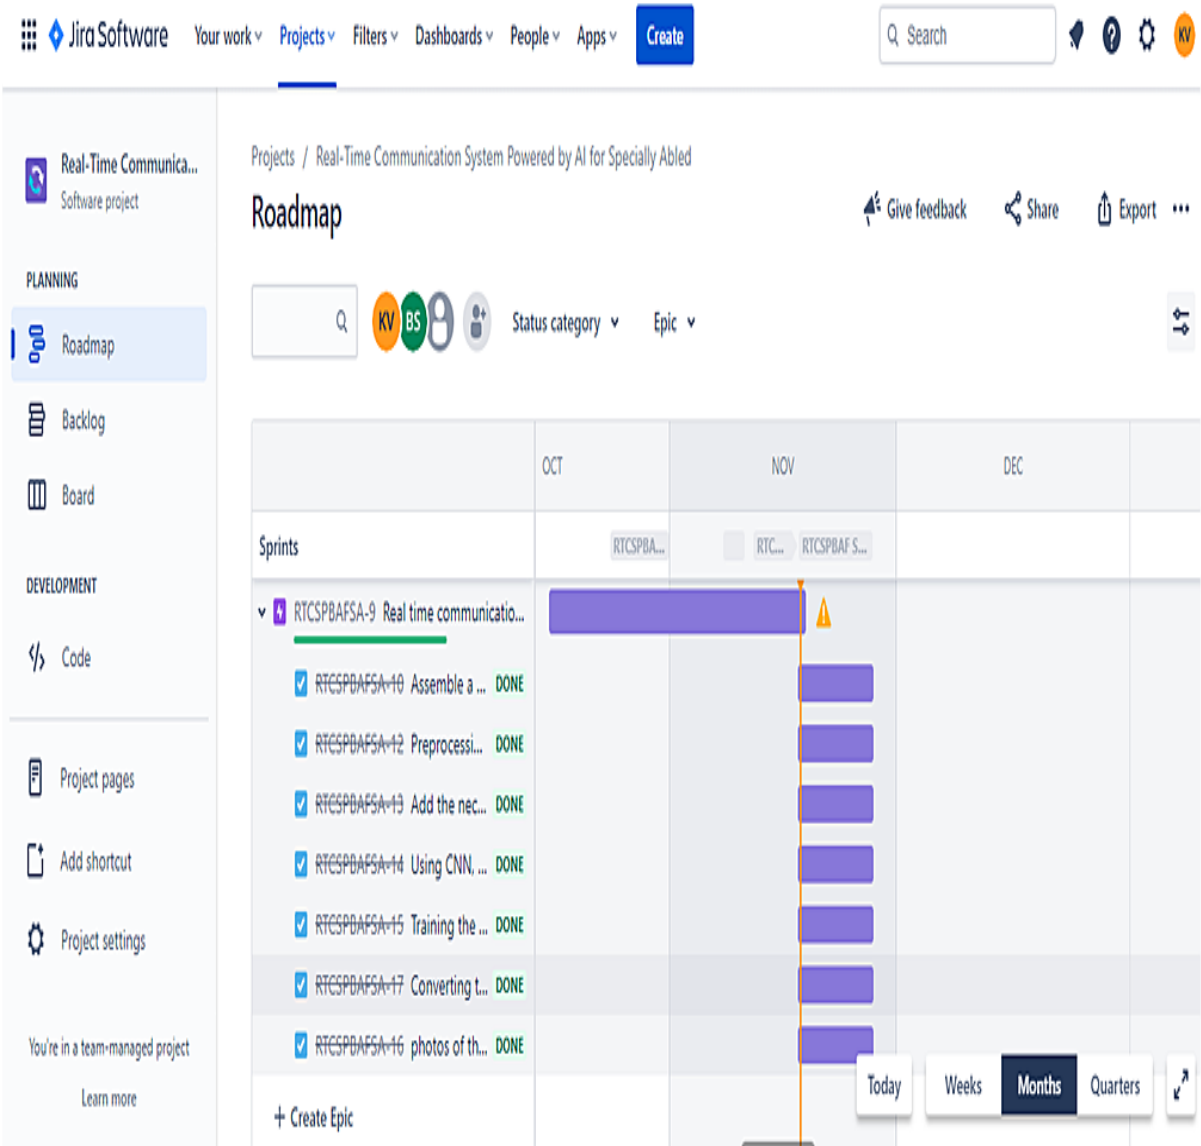 Jira Software Your work Projects Filters Dashboards People Apps Create Search KV
Real-Time Communica...
Software project
Projects / Real-Time Communication System Powered by AI for Specially Abled
Roadmap
Give feedback Share Export
PLANNING
KV BS Status category Epic
Roadmap
Backlog
Board
OCT NOV DEC
Sprints RTCSPBA... RTC... RTCSPBAF S...
DEVELOPMENT
Code
RTCSPBAFSA-9 Real time communicatio...
RTCSPBAFSA-10 Assemble a ... DONE
RTCSPBAFSA-12 Preprocessi... DONE
RTCSPBAFSA-13 Add the nec... DONE
RTCSPBAFSA-14 Using CNN, ... DONE
RTCSPBAFSA-15 Training the ... DONE
RTCSPBAFSA-17 Converting t... DONE
RTCSPBAFSA-16 photos of th... DONE
Project pages
Add shortcut
Project settings
You're in a team-managed project
Learn more
Today Weeks Months Quarters
+ Create Epic